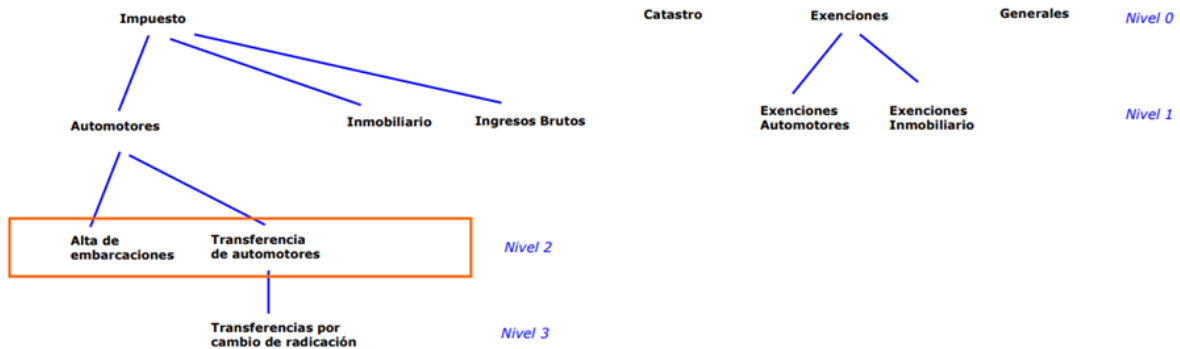 Impuesto
Catastro
Exenciones
Generales
Nivel 0
Automotores
Inmobiliario
Ingresos Brutos
Exenciones
Automotores
Exenciones
Inmobiliario
Nivel 1
Alta de
embarcaciones
Transferencia
de automotores
Nivel 2
Transferencias por
cambio de radicación
Nivel 3